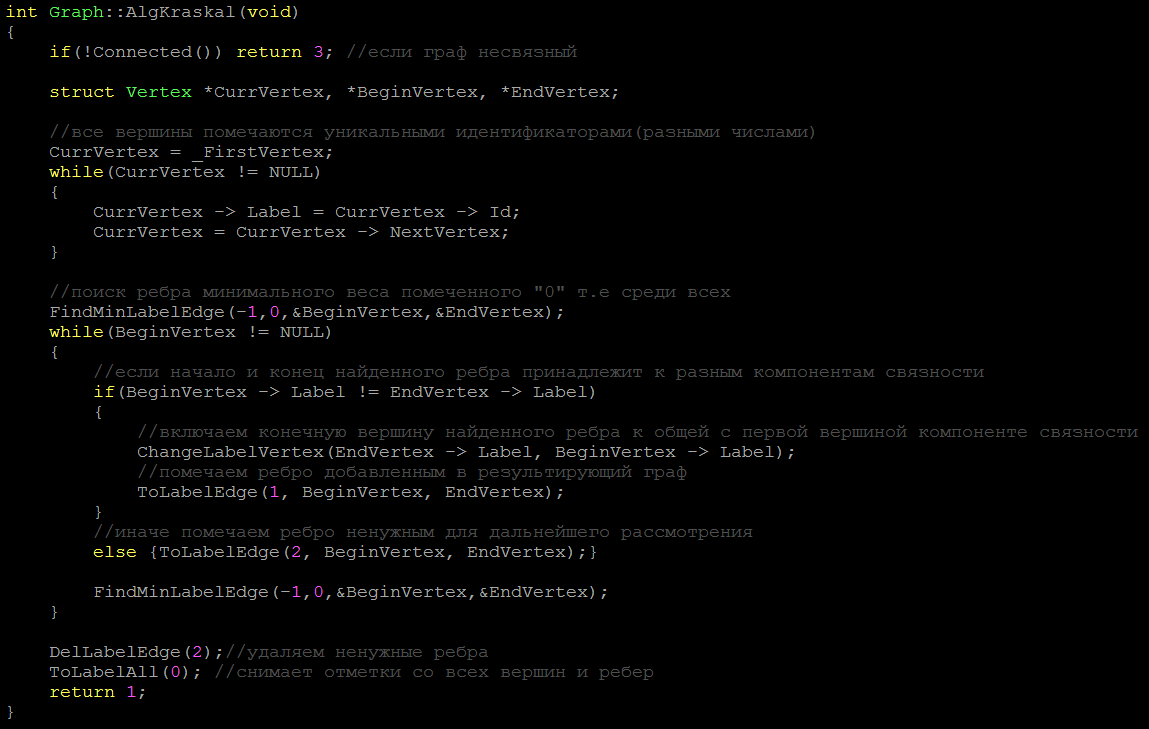 int Graph::AlgKraskal(void)
{
    if(!Connected()) return 3; //если граф несвязный

    struct Vertex *CurrVertex, *BeginVertex, *EndVertex;

    //все вершины помечаются уникальными идентификаторами(разными числами)
    CurrVertex = _FirstVertex;
    while(CurrVertex != NULL)
    {
        CurrVertex -> Label = CurrVertex -> Id;
        CurrVertex = CurrVertex -> NextVertex;
    }

    //поиск ребра минимального веса помеченного "0" т.е среди всех
    FindMinLabelEdge(-1,0,&BeginVertex,&EndVertex);
    while(BeginVertex != NULL)
    {
        //если начало и конец найденного ребра принадлежит к разным компонентам связности
        if(BeginVertex -> Label != EndVertex -> Label)
        {
            //включаем конечную вершину найденного ребра к общей с первой вершиной компоненте связности
            ChangeLabelVertex(EndVertex -> Label, BeginVertex -> Label);
            //помечаем ребро добавленным в результирующий граф
            ToLabelEdge(1, BeginVertex, EndVertex);
        }
        //иначе помечаем ребро ненужным для дальнейшего рассмотрения
        else {ToLabelEdge(2, BeginVertex, EndVertex);}

        FindMinLabelEdge(-1,0,&BeginVertex,&EndVertex);
    }

    DelLabelEdge(2);//удаляем ненужные ребра
    ToLabelAll(0); //снимает отметки со всех вершин и ребер
    return 1;
}